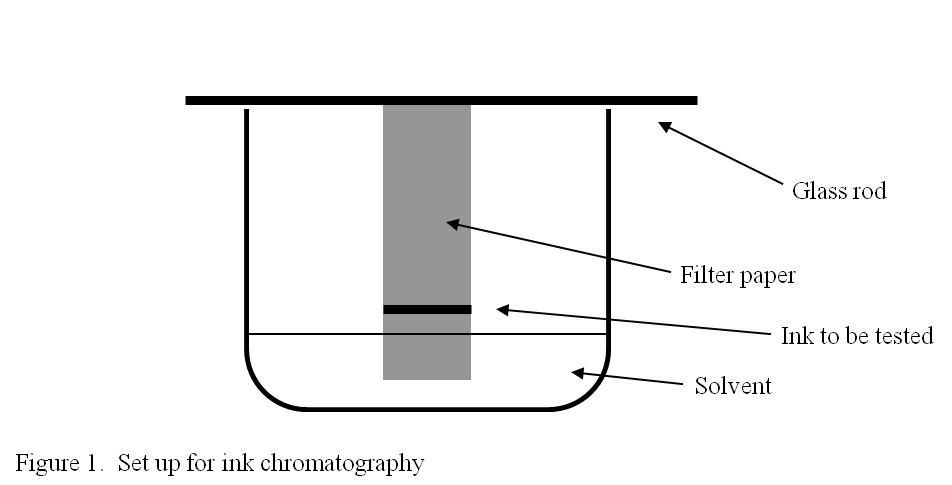 Glass rod
Filter paper
Ink to be tested
Solvent
Figure 1.  Set up for ink chromatography